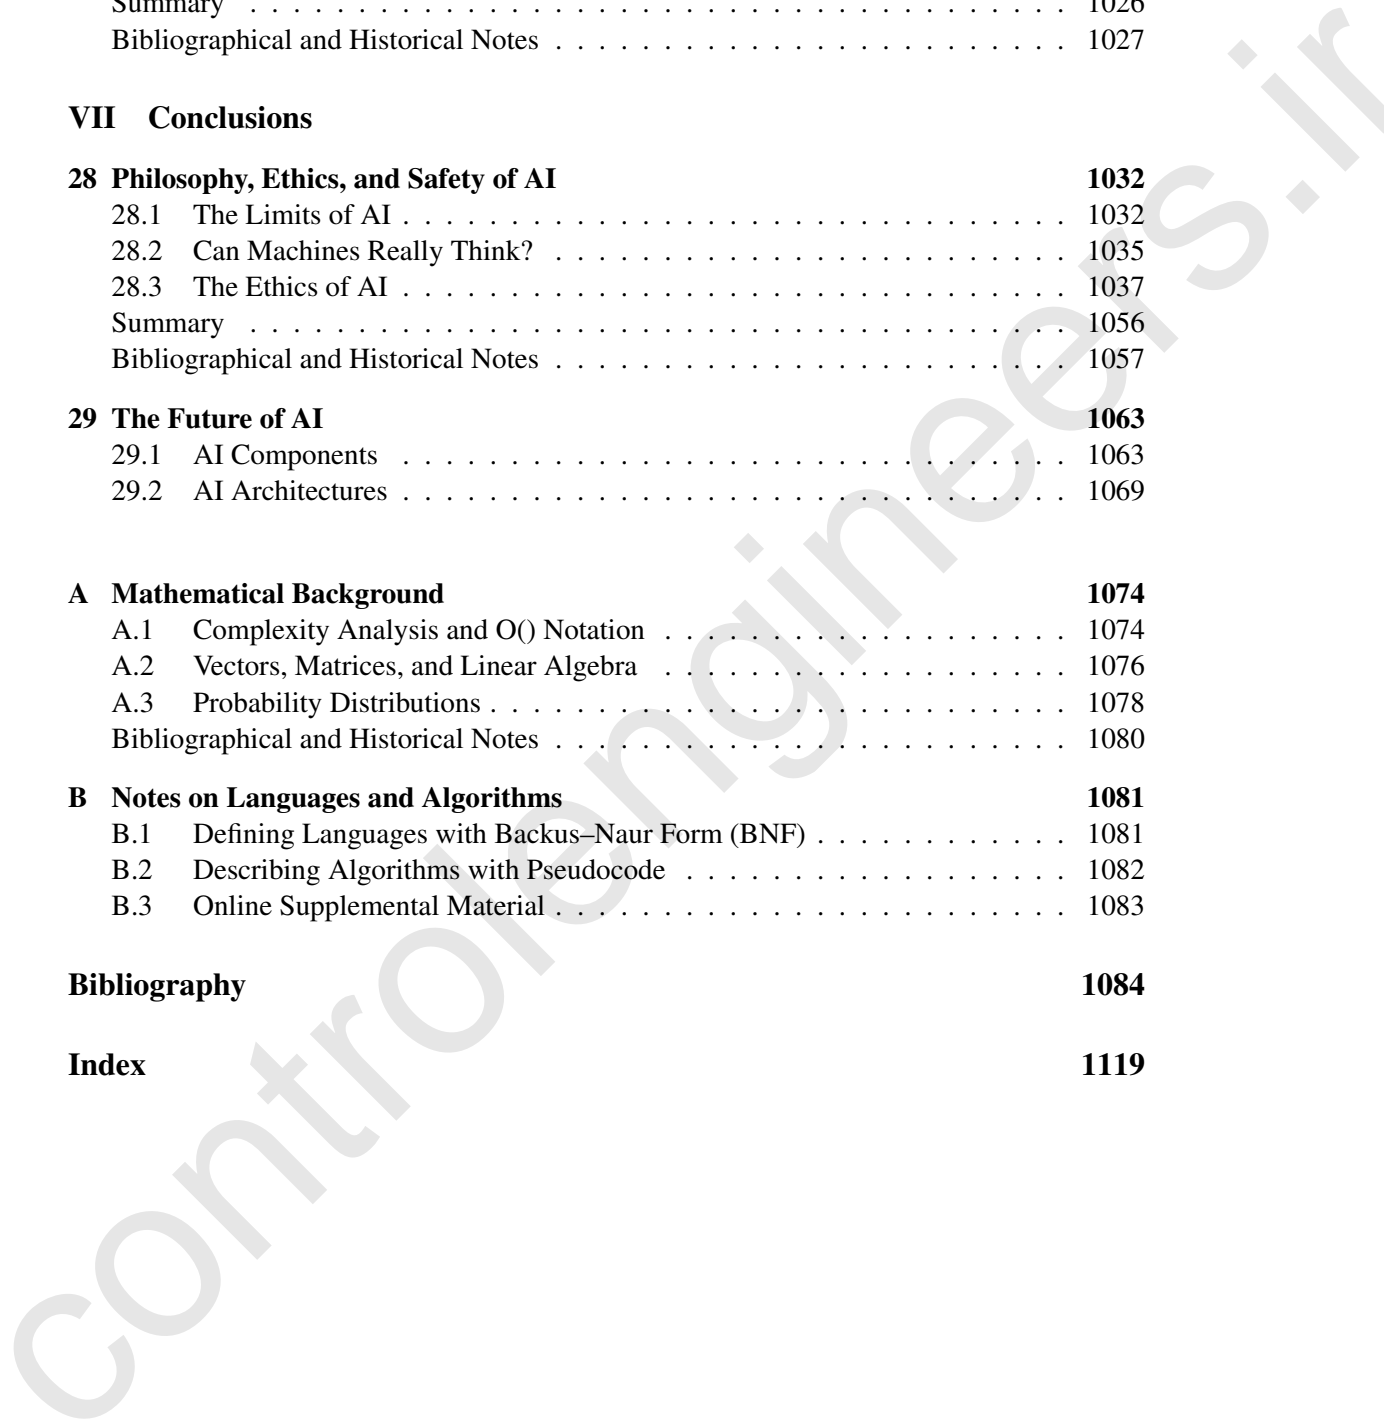 Summary . . . . . . . . . . . . . . . . . . . . . . . . . . . . . . . . . . . . . . 1026
Bibliographical and Historical Notes . . . . . . . . . . . . . . . . . . . . . . . . 1027
VII Conclusions
28 Philosophy, Ethics, and Safety of AI 1032
28.1 The Limits of AI . . . . . . . . . . . . . . . . . . . . . . . . . . . . . . . 1032
28.2 Can Machines Really Think? . . . . . . . . . . . . . . . . . . . . . . . . 1035
28.3 The Ethics of AI . . . . . . . . . . . . . . . . . . . . . . . . . . . . . . . 1037
Summary . . . . . . . . . . . . . . . . . . . . . . . . . . . . . . . . . . . . . . 1056
Bibliographical and Historical Notes . . . . . . . . . . . . . . . . . . . . . . . . 1057
29 The Future of AI 1063
29.1 AI Components . . . . . . . . . . . . . . . . . . . . . . . . . . . . . . . 1063
29.2 AI Architectures . . . . . . . . . . . . . . . . . . . . . . . . . . . . . . . 1069
A Mathematical Background 1074
A.1 Complexity Analysis and O() Notation . . . . . . . . . . . . . . . . . . . 1074
A.2 Vectors, Matrices, and Linear Algebra . . . . . . . . . . . . . . . . . . . 1076
A.3 Probability Distributions . . . . . . . . . . . . . . . . . . . . . . . . . . . 1078
Bibliographical and Historical Notes . . . . . . . . . . . . . . . . . . . . . . . . 1080
B Notes on Languages and Algorithms 1081
B.1 Defining Languages with Backus–Naur Form (BNF) . . . . . . . . . . . . 1081
B.2 Describing Algorithms with Pseudocode . . . . . . . . . . . . . . . . . . 1082
B.3 Online Supplemental Material . . . . . . . . . . . . . . . . . . . . . . . . 1083
Bibliography 1084
Index 1119
controlengineers.ir